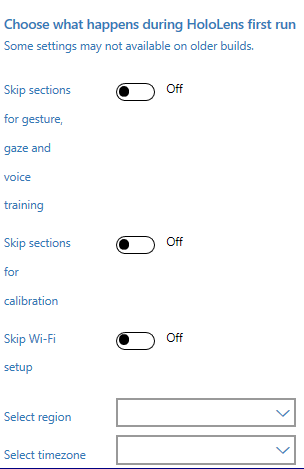 Choose what happens during HoloLens first run
Some settings may not available on older builds.
Skip sections Off
for gesture,
gaze and
voice
training
Skip sections Off
for
calibration
Skip Wi-Fi Off
setup
Select region
Select timezone